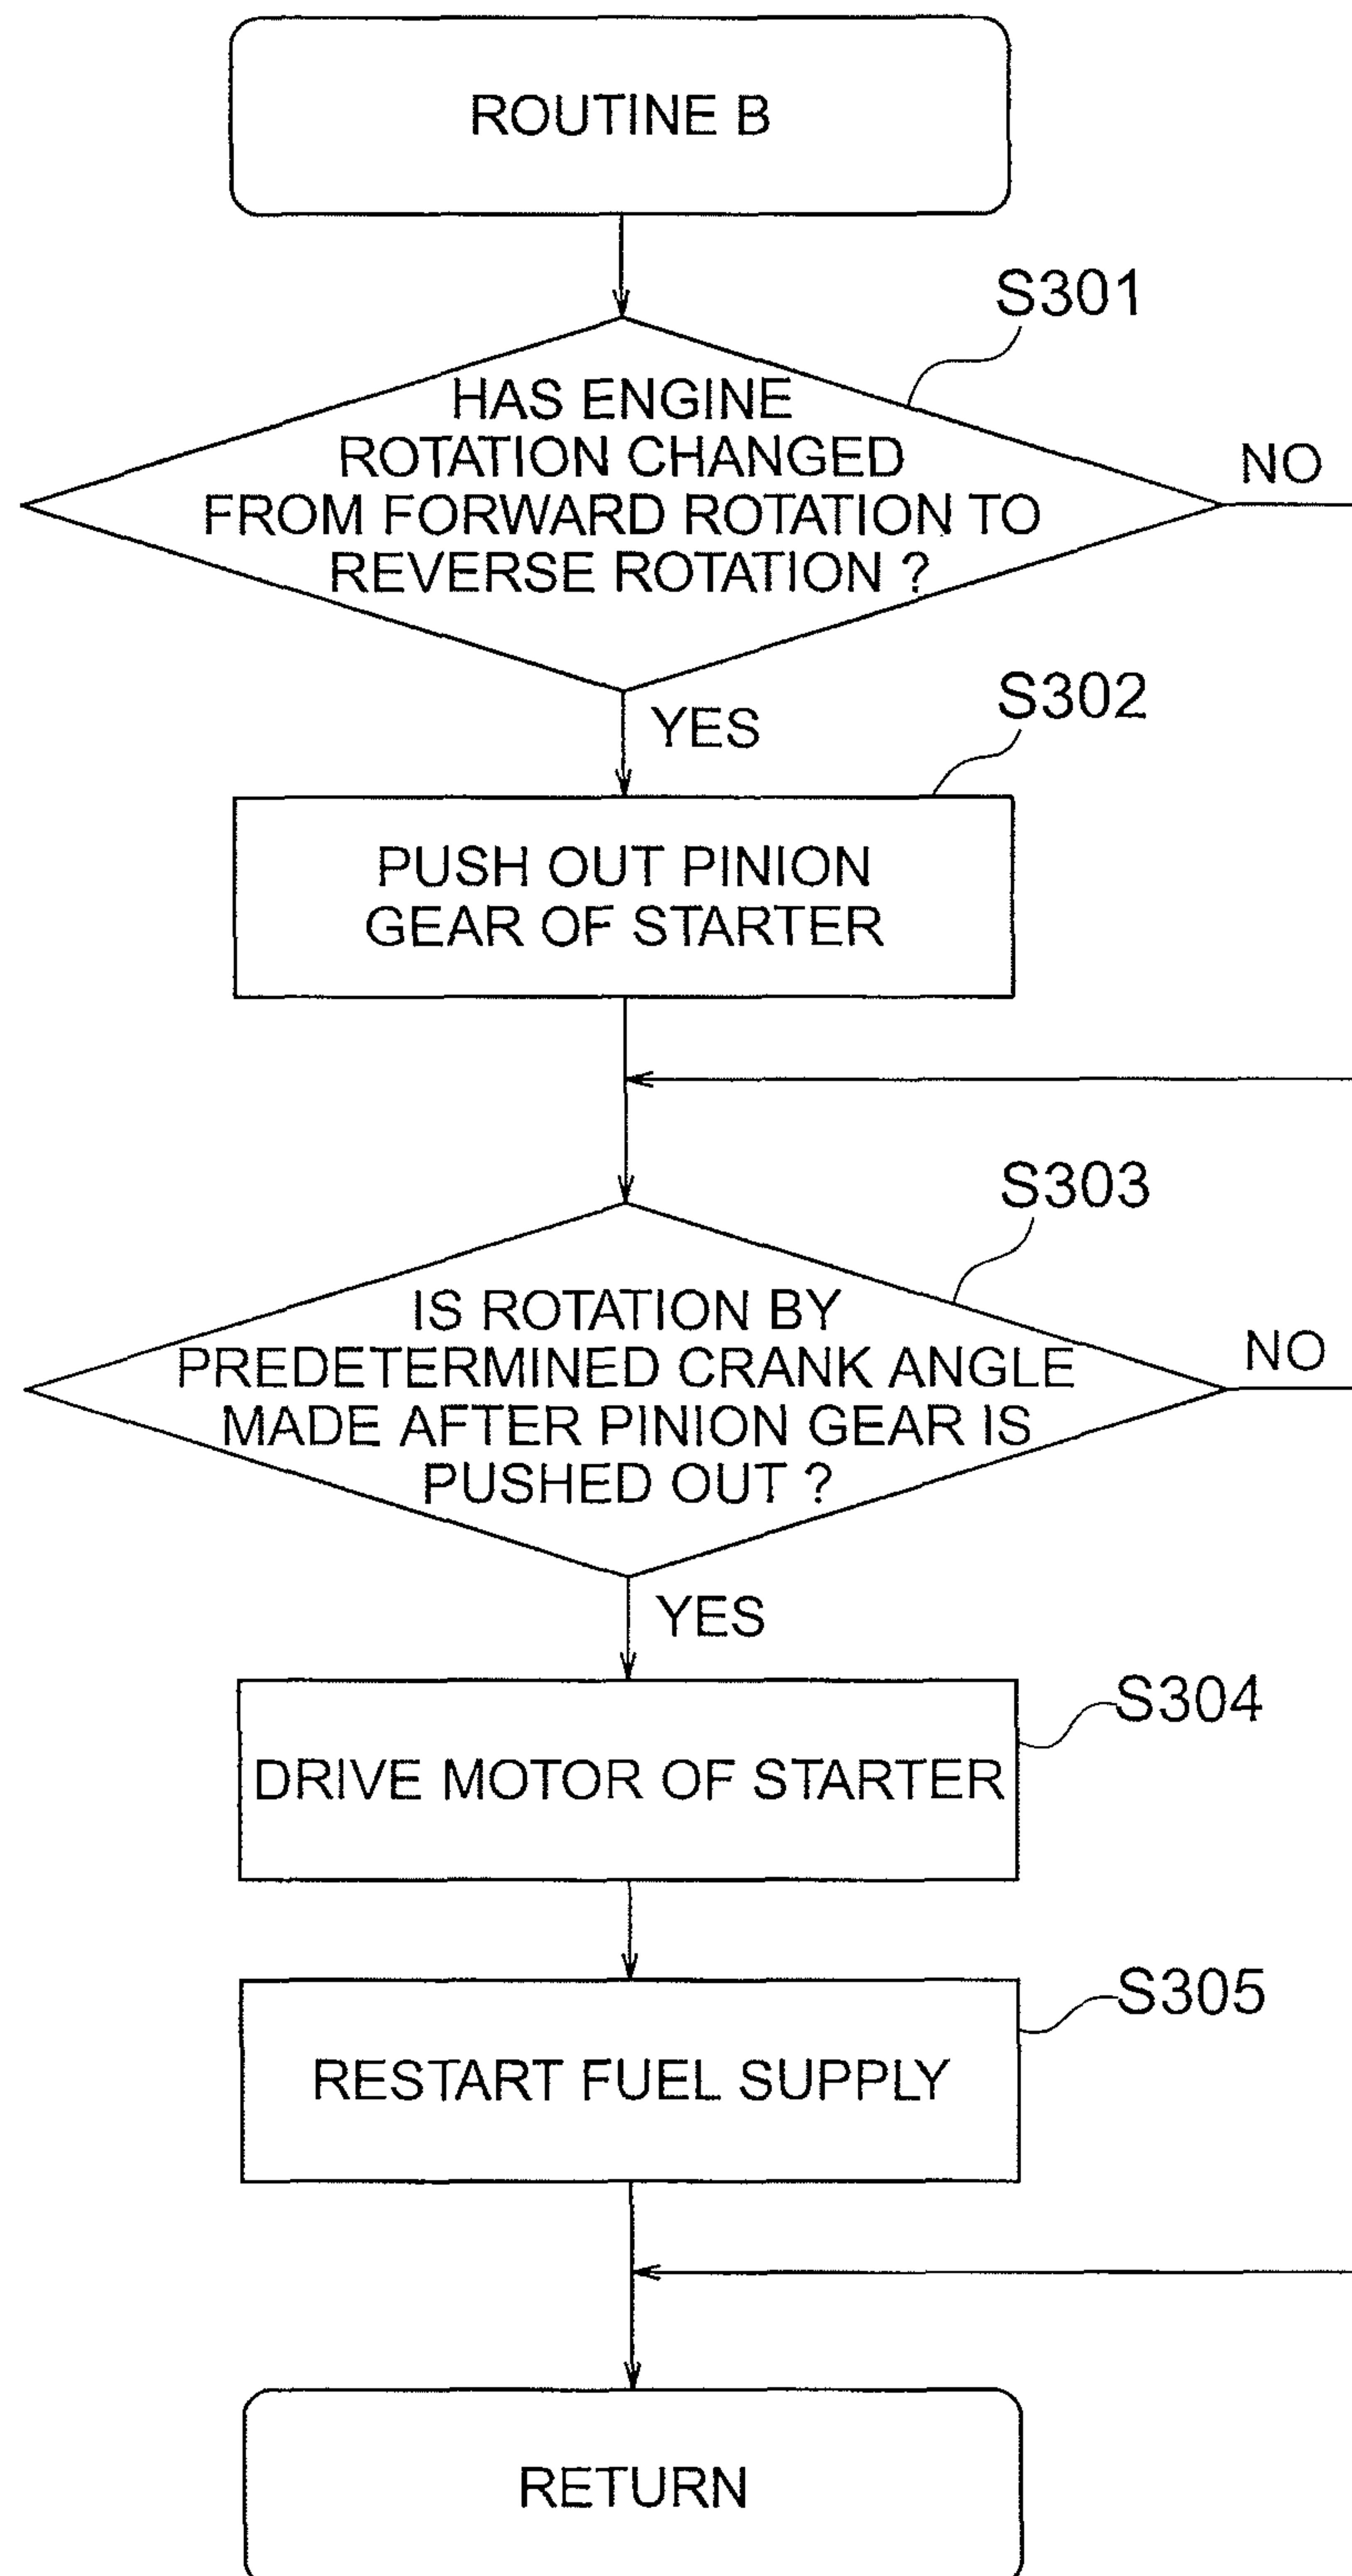 ROUTINE B
S301
HAS ENGINE
ROTATION CHANGED
FROM FORWARD ROTATION TO
REVERSE ROTATION ?
NO
YES
S302
PUSH OUT PINION
GEAR OF STARTER
S303
IS ROTATION BY
PREDETERMINED CRANK ANGLE
MADE AFTER PINION GEAR IS
PUSHED OUT ?
NO
YES
S304
DRIVE MOTOR OF STARTER
S305
RESTART FUEL SUPPLY
RETURN